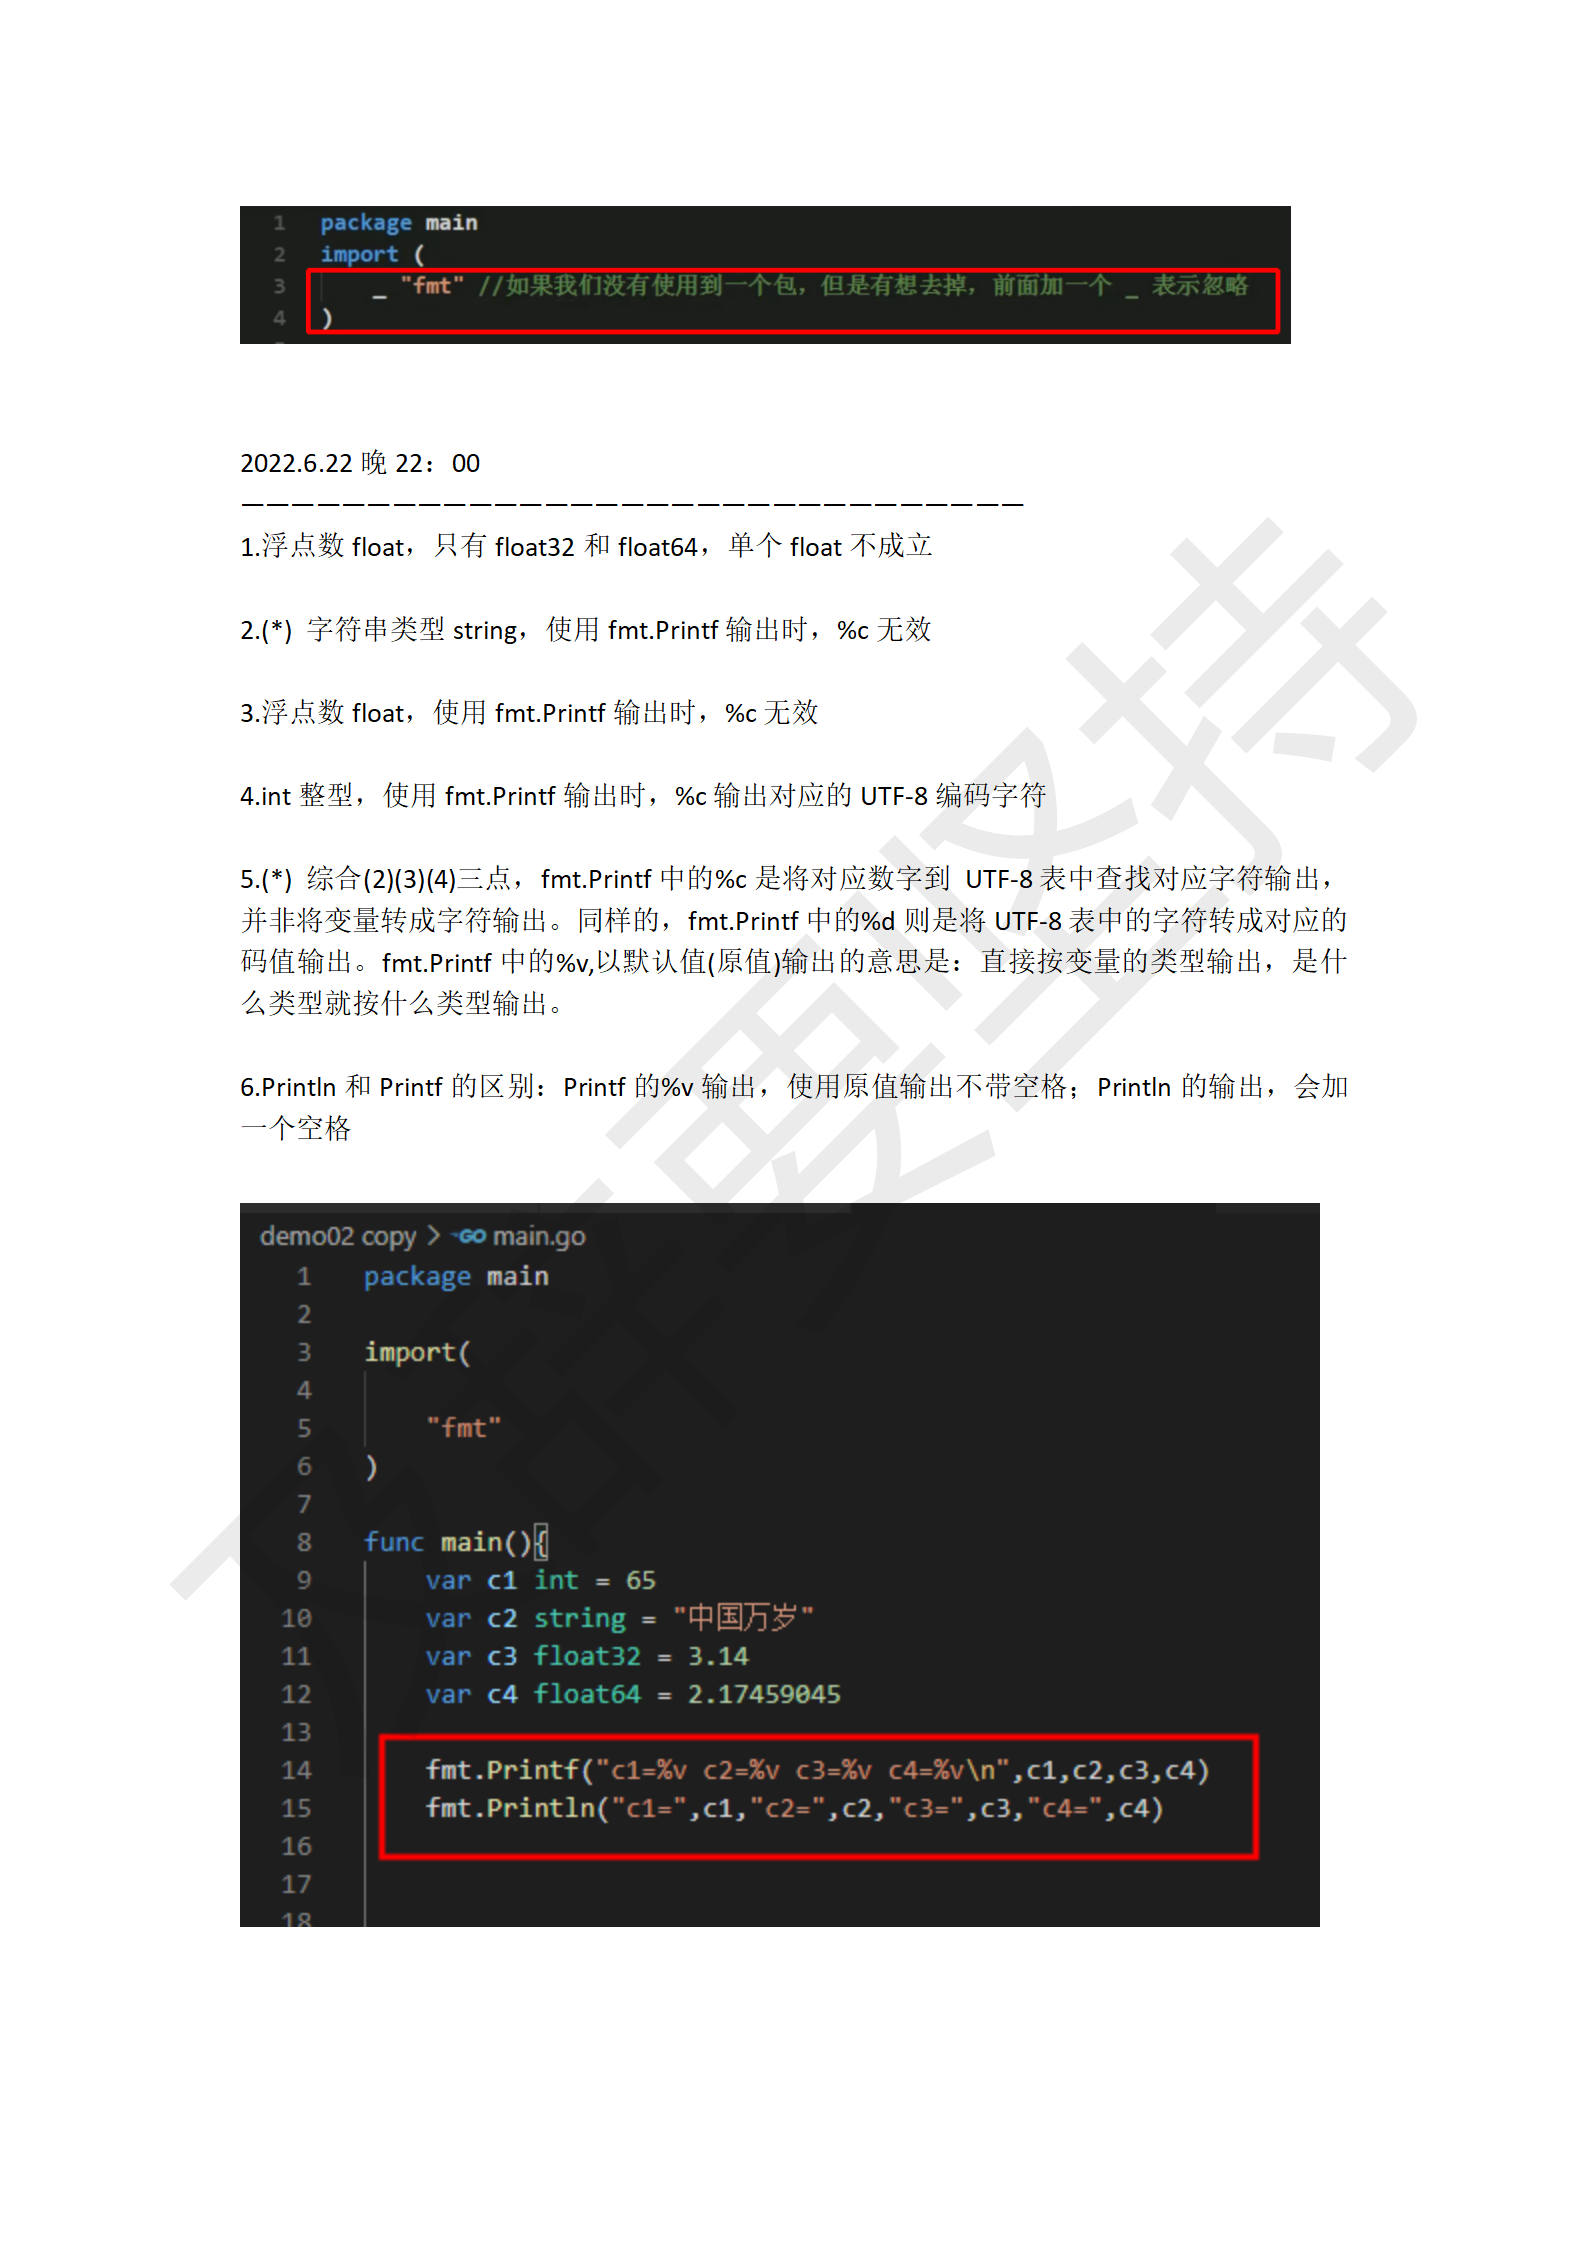 1 package main
2 import (
3 _ "fmt" //如果我们没有使用到一个包，但是有想去掉，前面加一个 _ 表示忽略
4 )
2022.6.22 晚 22：00
———————————————————————————————
1.浮点数 float，只有 float32 和 float64，单个 float 不成立
2.(*) 字符串类型 string，使用 fmt.Printf 输出时，%c 无效
3.浮点数 float，使用 fmt.Printf 输出时，%c 无效
4.int 整型，使用 fmt.Printf 输出时，%c 输出对应的 UTF-8 编码字符
5.(*) 综合(2)(3)(4)三点，fmt.Printf 中的%c 是将对应数字到 UTF-8 表中查找对应字符输出，
并非将变量转成字符输出。同样的，fmt.Printf 中的%d 则是将 UTF-8 表中的字符转成对应的
码值输出。fmt.Printf 中的%v,以默认值(原值)输出的意思是：直接按变量的类型输出，是什
么类型就按什么类型输出。
6.Println 和 Printf 的区别：Printf 的%v 输出，使用原值输出不带空格；Println 的输出，会加
一个空格
demo02 copy > GO main.go
1 package main
2
3 import(
4
5 "fmt"
6 )
7
8 func main(){
9 var c1 int = 65
10 var c2 string = "中国万岁"
11 var c3 float32 = 3.14
12 var c4 float64 = 2.17459045
13
14 fmt.Printf("c1=%v c2=%v c3=%v c4=%v\n",c1,c2,c3,c4)
15 fmt.Println("c1=",c1,"c2=",c2,"c3=",c3,"c4=",c4)
16
17
18
要坚持